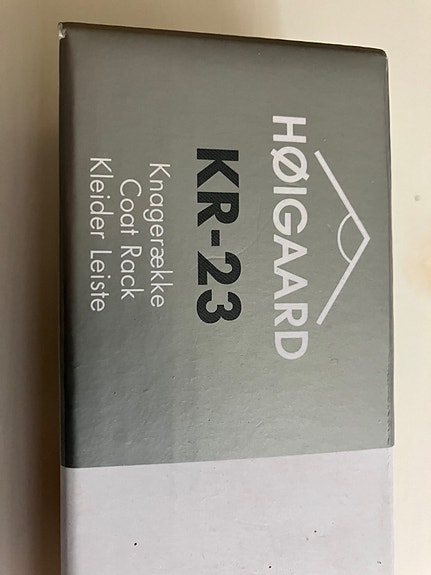 HØIGAARD
KR-23
Knagerække
Coat Rack
Kleider Leiste